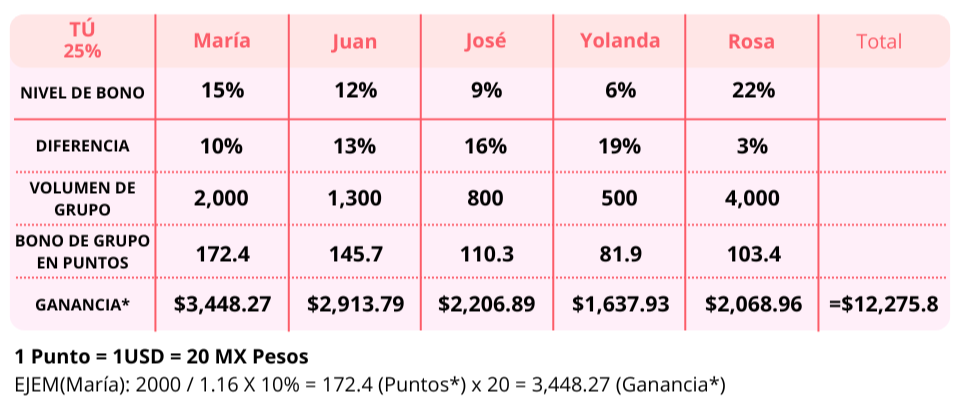 TÚ
25%
María Juan José Yolanda Rosa Total
NIVEL DE BONO 15% 12% 9% 6% 22%
DIFERENCIA 10% 13% 16% 19% 3%
VOLUMEN DE
GRUPO 2,000 1,300 800 500 4,000
BONO DE GRUPO
EN PUNTOS 172.4 145.7 110.3 81.9 103.4
GANANCIA* $3,448.27 $2,913.79 $2,206.89 $1,637.93 $2,068.96 =$12,275.8
1 Punto = 1USD = 20 MX Pesos
EJEM(María): 2000 / 1.16 X 10% = 172.4 (Puntos*) x 20 = 3,448.27 (Ganancia*)